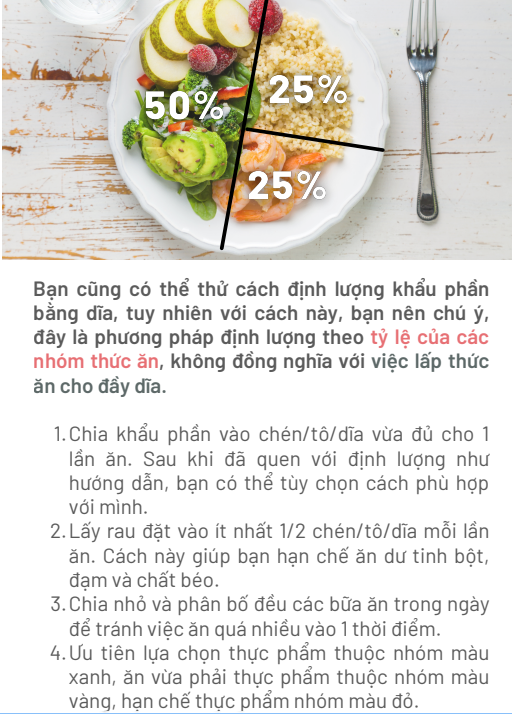 50%
25%
25%
Bạn cũng có thể thử cách định lượng khẩu phần
bằng dĩa, tuy nhiên với cách này, bạn nên chú ý,
đây là phương pháp định lượng theo tỷ lệ của các
nhóm thức ăn, không đồng nghĩa với việc lấp thức
ăn cho đầy dĩa.
1. Chia khẩu phần vào chén/tô/dĩa vừa đủ cho 1
lần ăn. Sau khi đã quen với định lượng như
hướng dẫn, bạn có thể tùy chọn cách phù hợp
với mình.
2. Lấy rau đặt vào ít nhất 1/2 chén/tô/dĩa mỗi lần
ăn. Cách này giúp bạn hạn chế ăn dư tinh bột,
đạm và chất béo.
3. Chia nhỏ và phân bố đều các bữa ăn trong ngày
để tránh việc ăn quá nhiều vào 1 thời điểm.
4. Ưu tiên lựa chọn thực phẩm thuộc nhóm màu
xanh, ăn vừa phải thực phẩm thuộc nhóm màu
vàng, hạn chế thực phẩm nhóm màu đỏ.